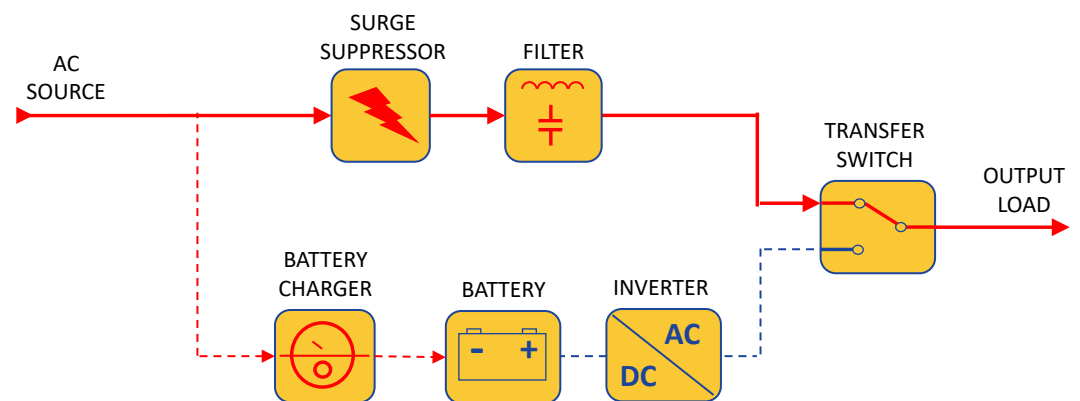 SURGE
SUPPRESSOR
FILTER
AC
SOURCE
TRANSFER
SWITCH
OUTPUT
LOAD
BATTERY
CHARGER
BATTERY
INVERTER
- +
AC
DC